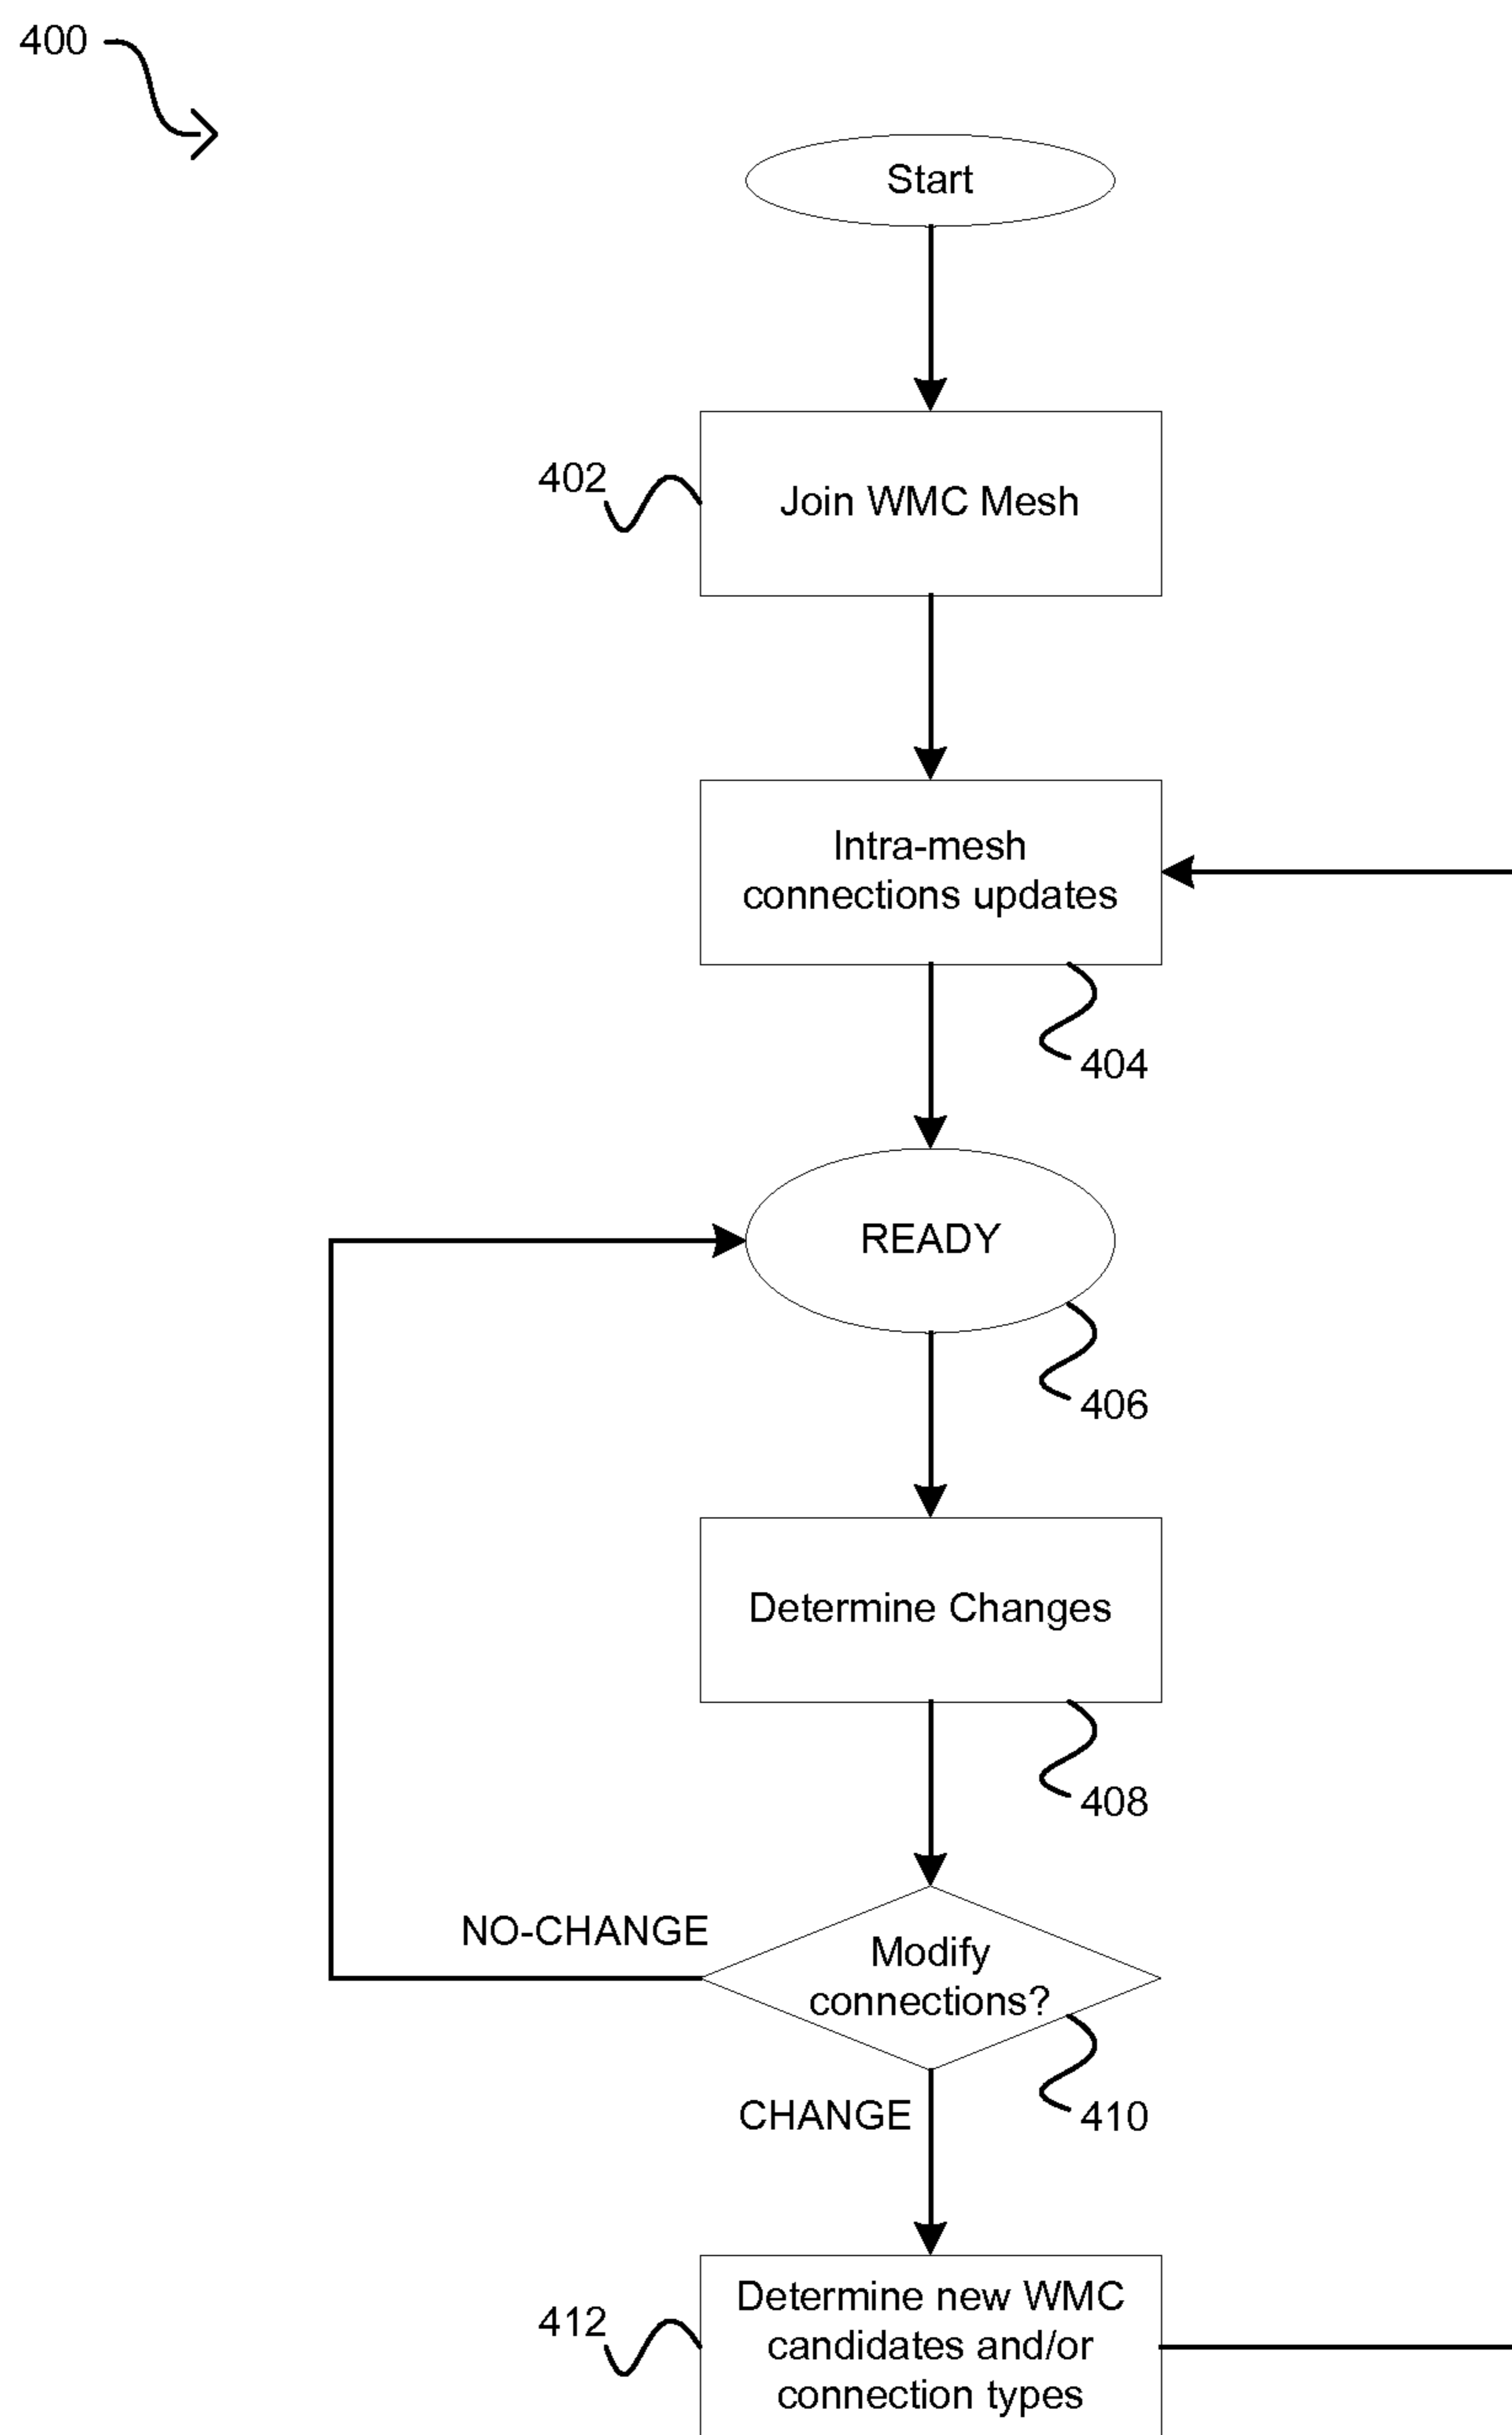 400
Start
402
Join WMC Mesh
Intra-mesh
connections updates
404
READY
406
Determine Changes
408
NO-CHANGE
Modify
connections?
CHANGE
410
412
Determine new WMC
candidates and/or
connection types